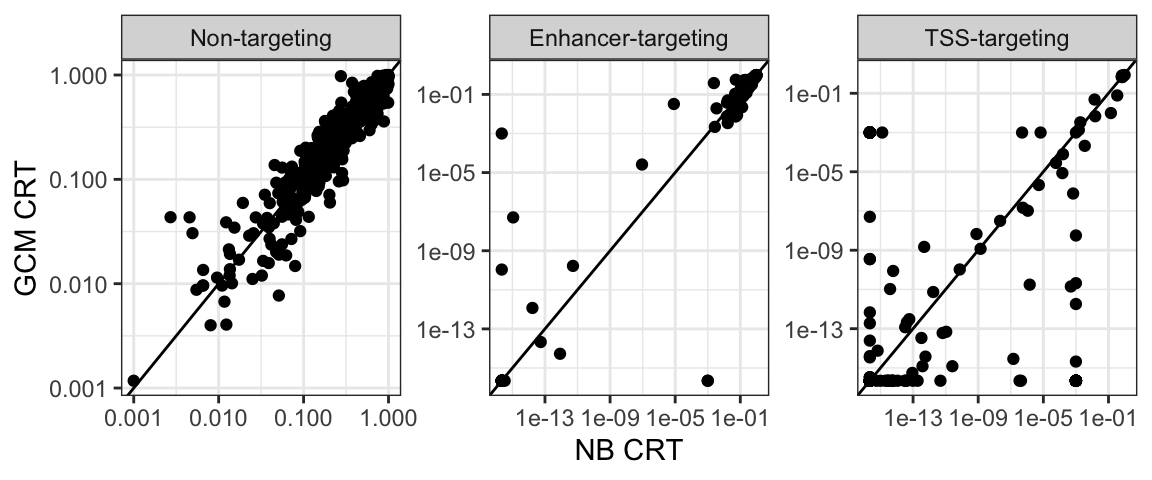 Non-targeting
Enhancer-targeting
TSS-targeting
GCM CRT
1.000
0.100
0.010
0.001
1e-01
1e-05
1e-09
1e-13
1e-01
1e-05
1e-09
1e-13
0.001 0.010 0.100 1.000
1e-13 1e-09 1e-05 1e-01
1e-13 1e-09 1e-05 1e-01
NB CRT